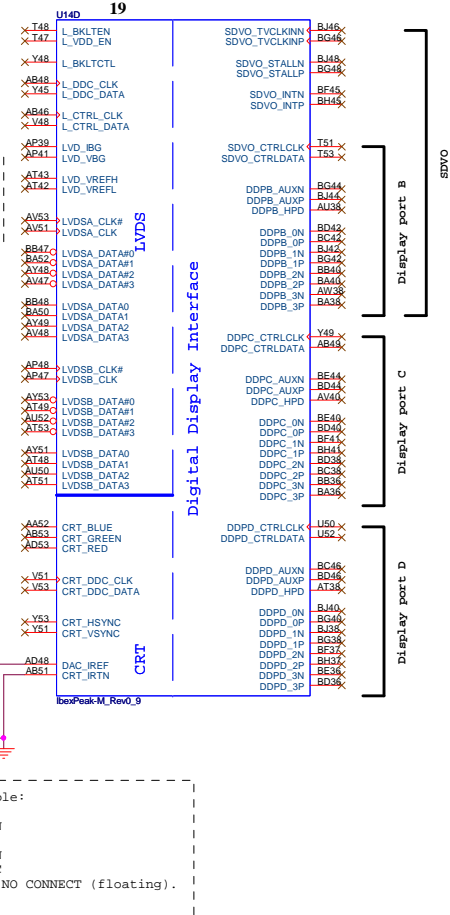 19
U14D
T48 L_BKLTEN
T47 L_VDD_EN
Y48 L_BKLTCTL
AB48 L_DDC_CLK
Y45 L_DDC_DATA
AB46 L_CTRL_CLK
V48 L_CTRL_DATA
AP39 LVD_IBG
AP41 LVD_VBG
AT43 LVD_VREFH
AT42 LVD_VREFL
AV53 LVDSA_CLK#
AV51 LVDSA_CLK
BB47 LVDSA_DATA#0
BA52 LVDSA_DATA#1
AY48 LVDSA_DATA#2
AV47 LVDSA_DATA#3
BB48 LVDSA_DATA0
BA50 LVDSA_DATA1
AY49 LVDSA_DATA2
AV48 LVDSA_DATA3
AP48 LVDSB_CLK#
AP47 LVDSB_CLK
AY53 LVDSB_DATA#0
AT49 LVDSB_DATA#1
AU52 LVDSB_DATA#2
AT53 LVDSB_DATA#3
AY51 LVDSB_DATA0
AT48 LVDSB_DATA1
AU50 LVDSB_DATA2
AT51 LVDSB_DATA3
AA52 CRT_BLUE
AB53 CRT_GREEN
AD53 CRT_RED
V51 CRT_DDC_CLK
V53 CRT_DDC_DATA
Y53 CRT_HSYNC
Y51 CRT_VSYNC
AD48 DAC_IREF
AB51 CRT_IRTN
LVDS
CRT
Digital Display Interface
SDVO_TVCLKINN BJ46
SDVO_TVCLKINP BG46
SDVO_STALLN BJ48
SDVO_STALLP BG48
SDVO_INTN BF45
SDVO_INTP BH45
SDVO_CTRLCLK T51
SDVO_CTRLDATA T53
DDPB_AUXN BG44
DDPB_AUXP BJ44
DDPB_HPD AU38
DDPB_0N BD42
DDPB_0P BC42
DDPB_1N BJ42
DDPB_1P BG42
DDPB_2N BB40
DDPB_2P BA40
DDPB_3N AW38
DDPB_3P BA38
DDPC_CTRLCLK Y49
DDPC_CTRLDATA AB49
DDPC_AUXN BE44
DDPC_AUXP BD44
DDPC_HPD AV40
DDPC_0N BE40
DDPC_0P BD40
DDPC_1N BF41
DDPC_1P BH41
DDPC_2N BD38
DDPC_2P BC38
DDPC_3N BB36
DDPC_3P BA36
DDPD_CTRLCLK U50
DDPD_CTRLDATA U52
DDPD_AUXN BC46
DDPD_AUXP BD46
DDPD_HPD AT38
DDPD_0N BJ40
DDPD_0P BG40
DDPD_1N BJ38
DDPD_1P BG38
DDPD_2N BF37
DDPD_2P BH37
DDPD_3N BE36
DDPD_3P BD36
Display port B
SDVO
Display port C
Display port D
IbexPeak-M_Rev0_9
ple:
NO CONNECT (floating).